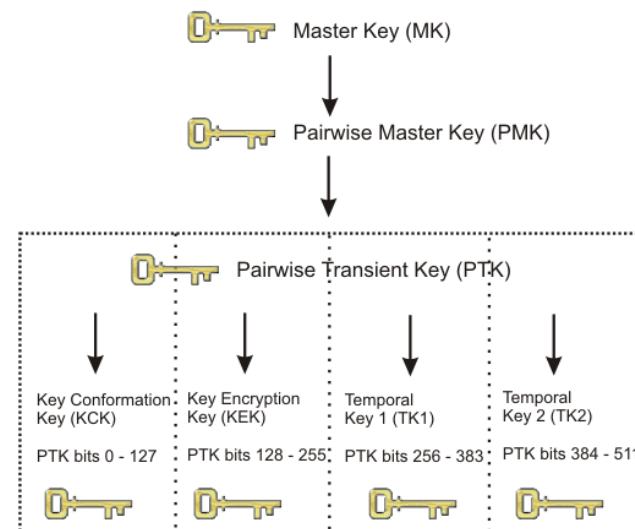 Master Key (MK)
Pairwise Master Key (PMK)
Pairwise Transient Key (PTK)
Key Conformation
Key (KCK)
PTK bits 0 - 127
Key Encryption
Key (KEK)
PTK bits 128 - 255
Temporal
Key 1 (TK1)
PTK bits 256 - 383
Temporal
Key 2 (TK2)
PTK bits 384 - 511